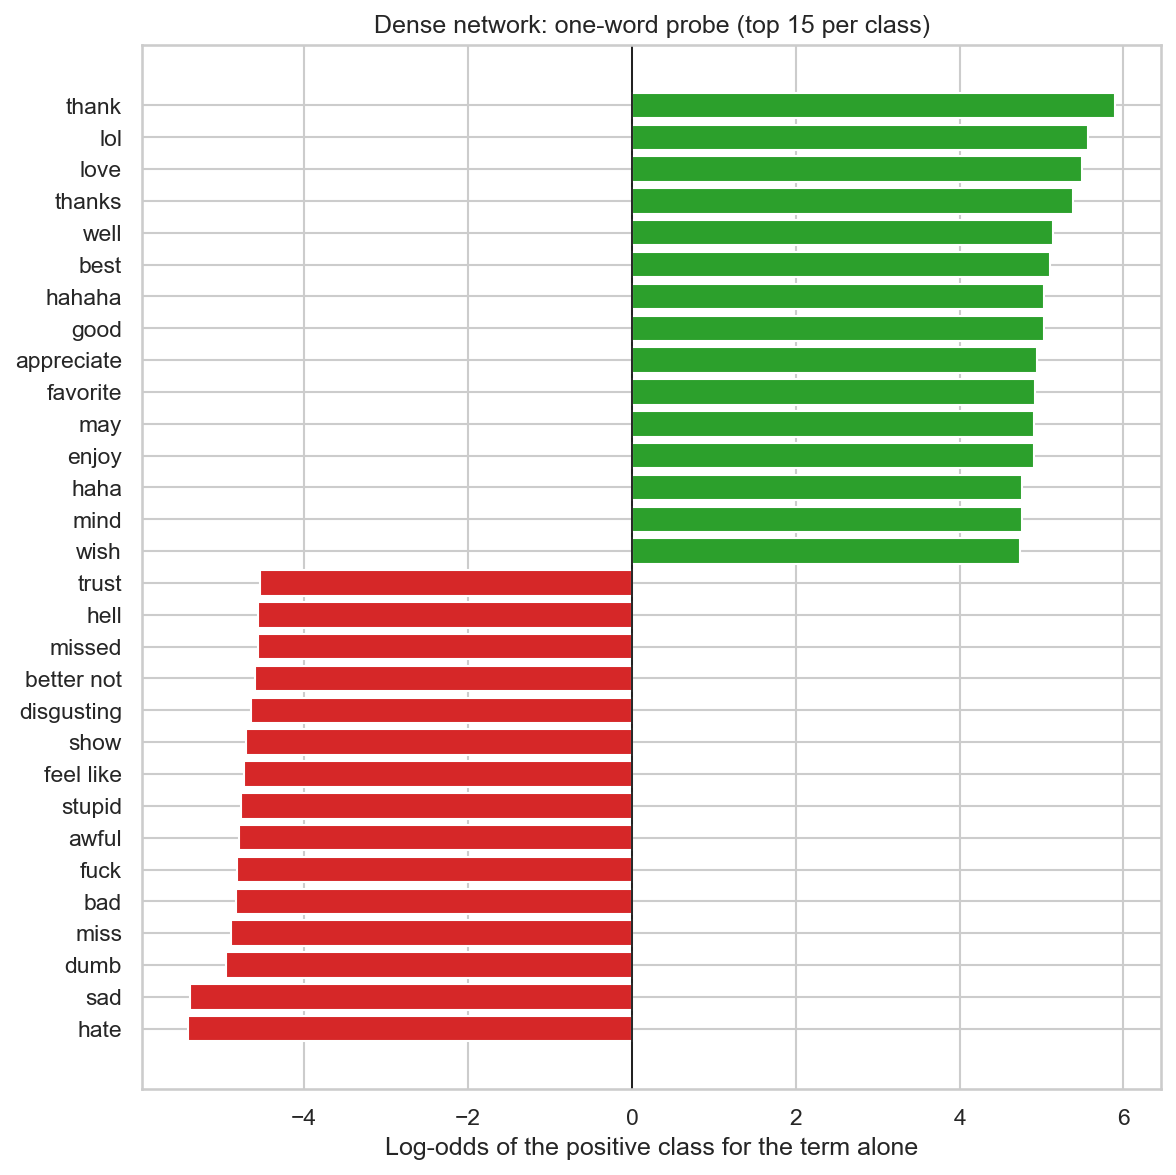 Dense network: one-word probe (top 15 per class)
thank
lol
love
thanks
well
best
hahaha
good
appreciate
favorite
may
enjoy
haha
mind
wish
trust
hell
missed
better not
disgusting
show
feel like
stupid
awful
fuck
bad
miss
dumb
sad
hate
−4 −2 0 2 4 6
Log-odds of the positive class for the term alone